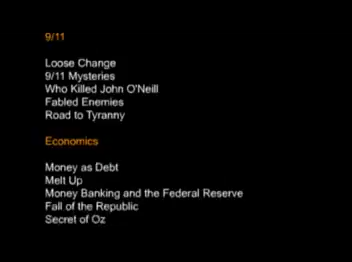 9/11
Loose Change
9/11 Mysteries
Who Killed John O'Neill
Fabled Enemies
Road to Tyranny
Economics
Money as Debt
Melt Up
Money Banking and the Federal Reserve
Fall of the Republic
Secret of Oz